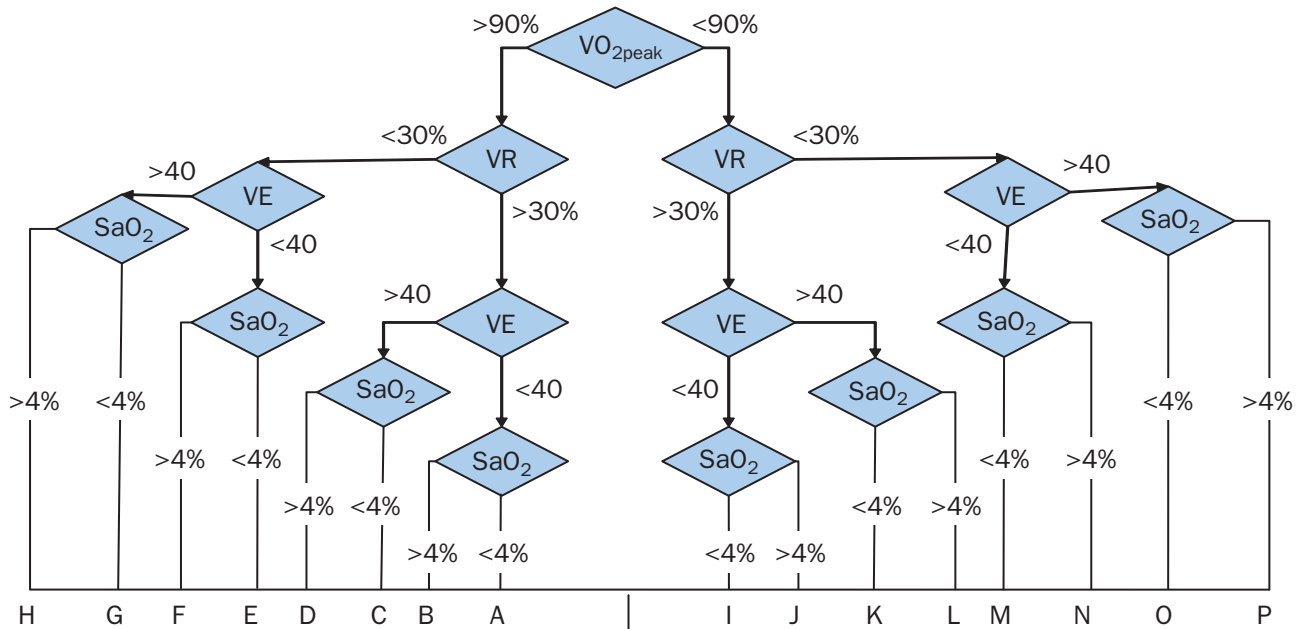 >90% <90%
VO2peak
<30% VR VR <30%
>40 VE >30% >30% VE >40
SaO2 <40 <40 SaO2
SaO2 >40 VE VE >40 SaO2
SaO2 <40 <40 SaO2
>4% <4% <4% >4%
>4% <4% SaO2 SaO2 <4% >4%
>4% <4% <4% >4%
>4% <4% <4% >4%
H G F E D C B A I J K L M N O P